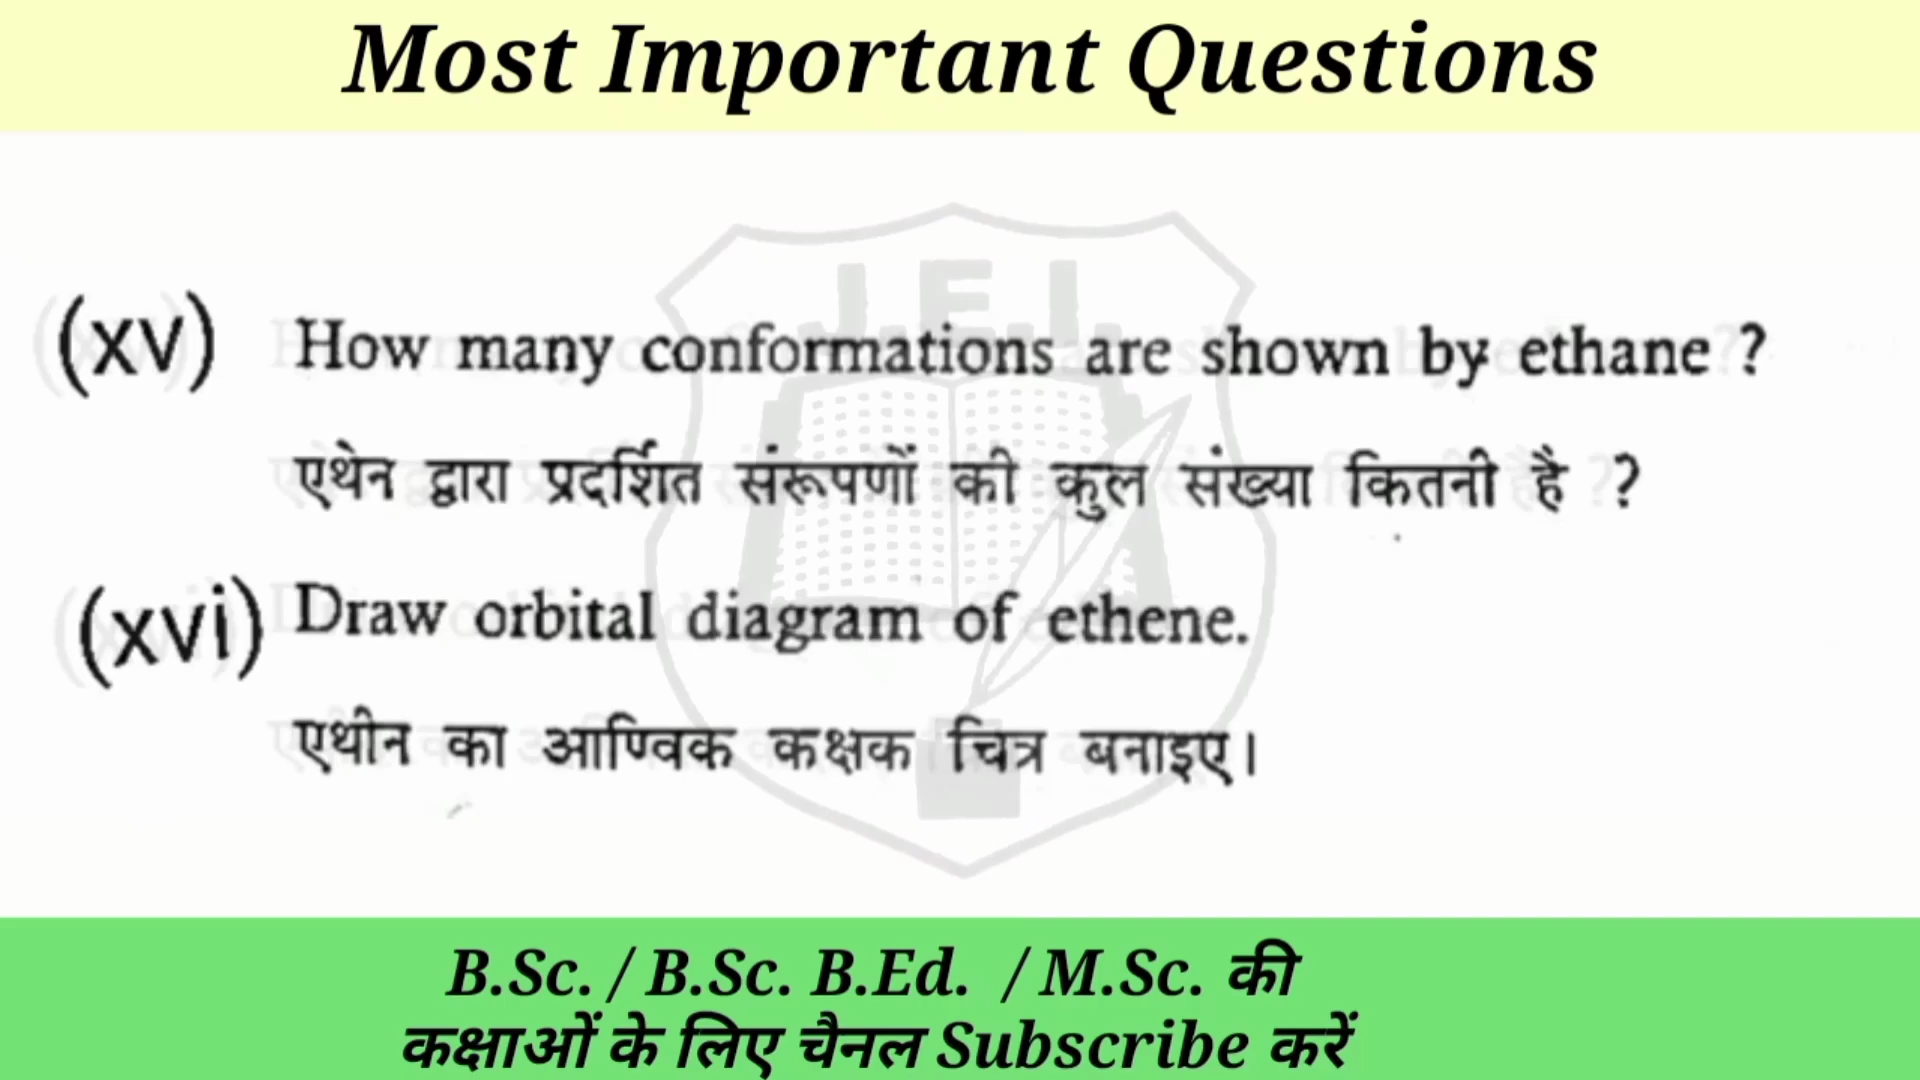 Most Important Questions
J.E.I.
(xv) How many conformations are shown by ethane ?
एथेन द्वारा प्रदर्शित संरूपणों की कुल संख्या कितनी है ?
(xvi) Draw orbital diagram of ethene.
एथीन का आण्विक कक्षक चित्र बनाइए।
B.Sc. / B.Sc. B.Ed. / M.Sc. की
कक्षाओं के लिए चैनल Subscribe करें